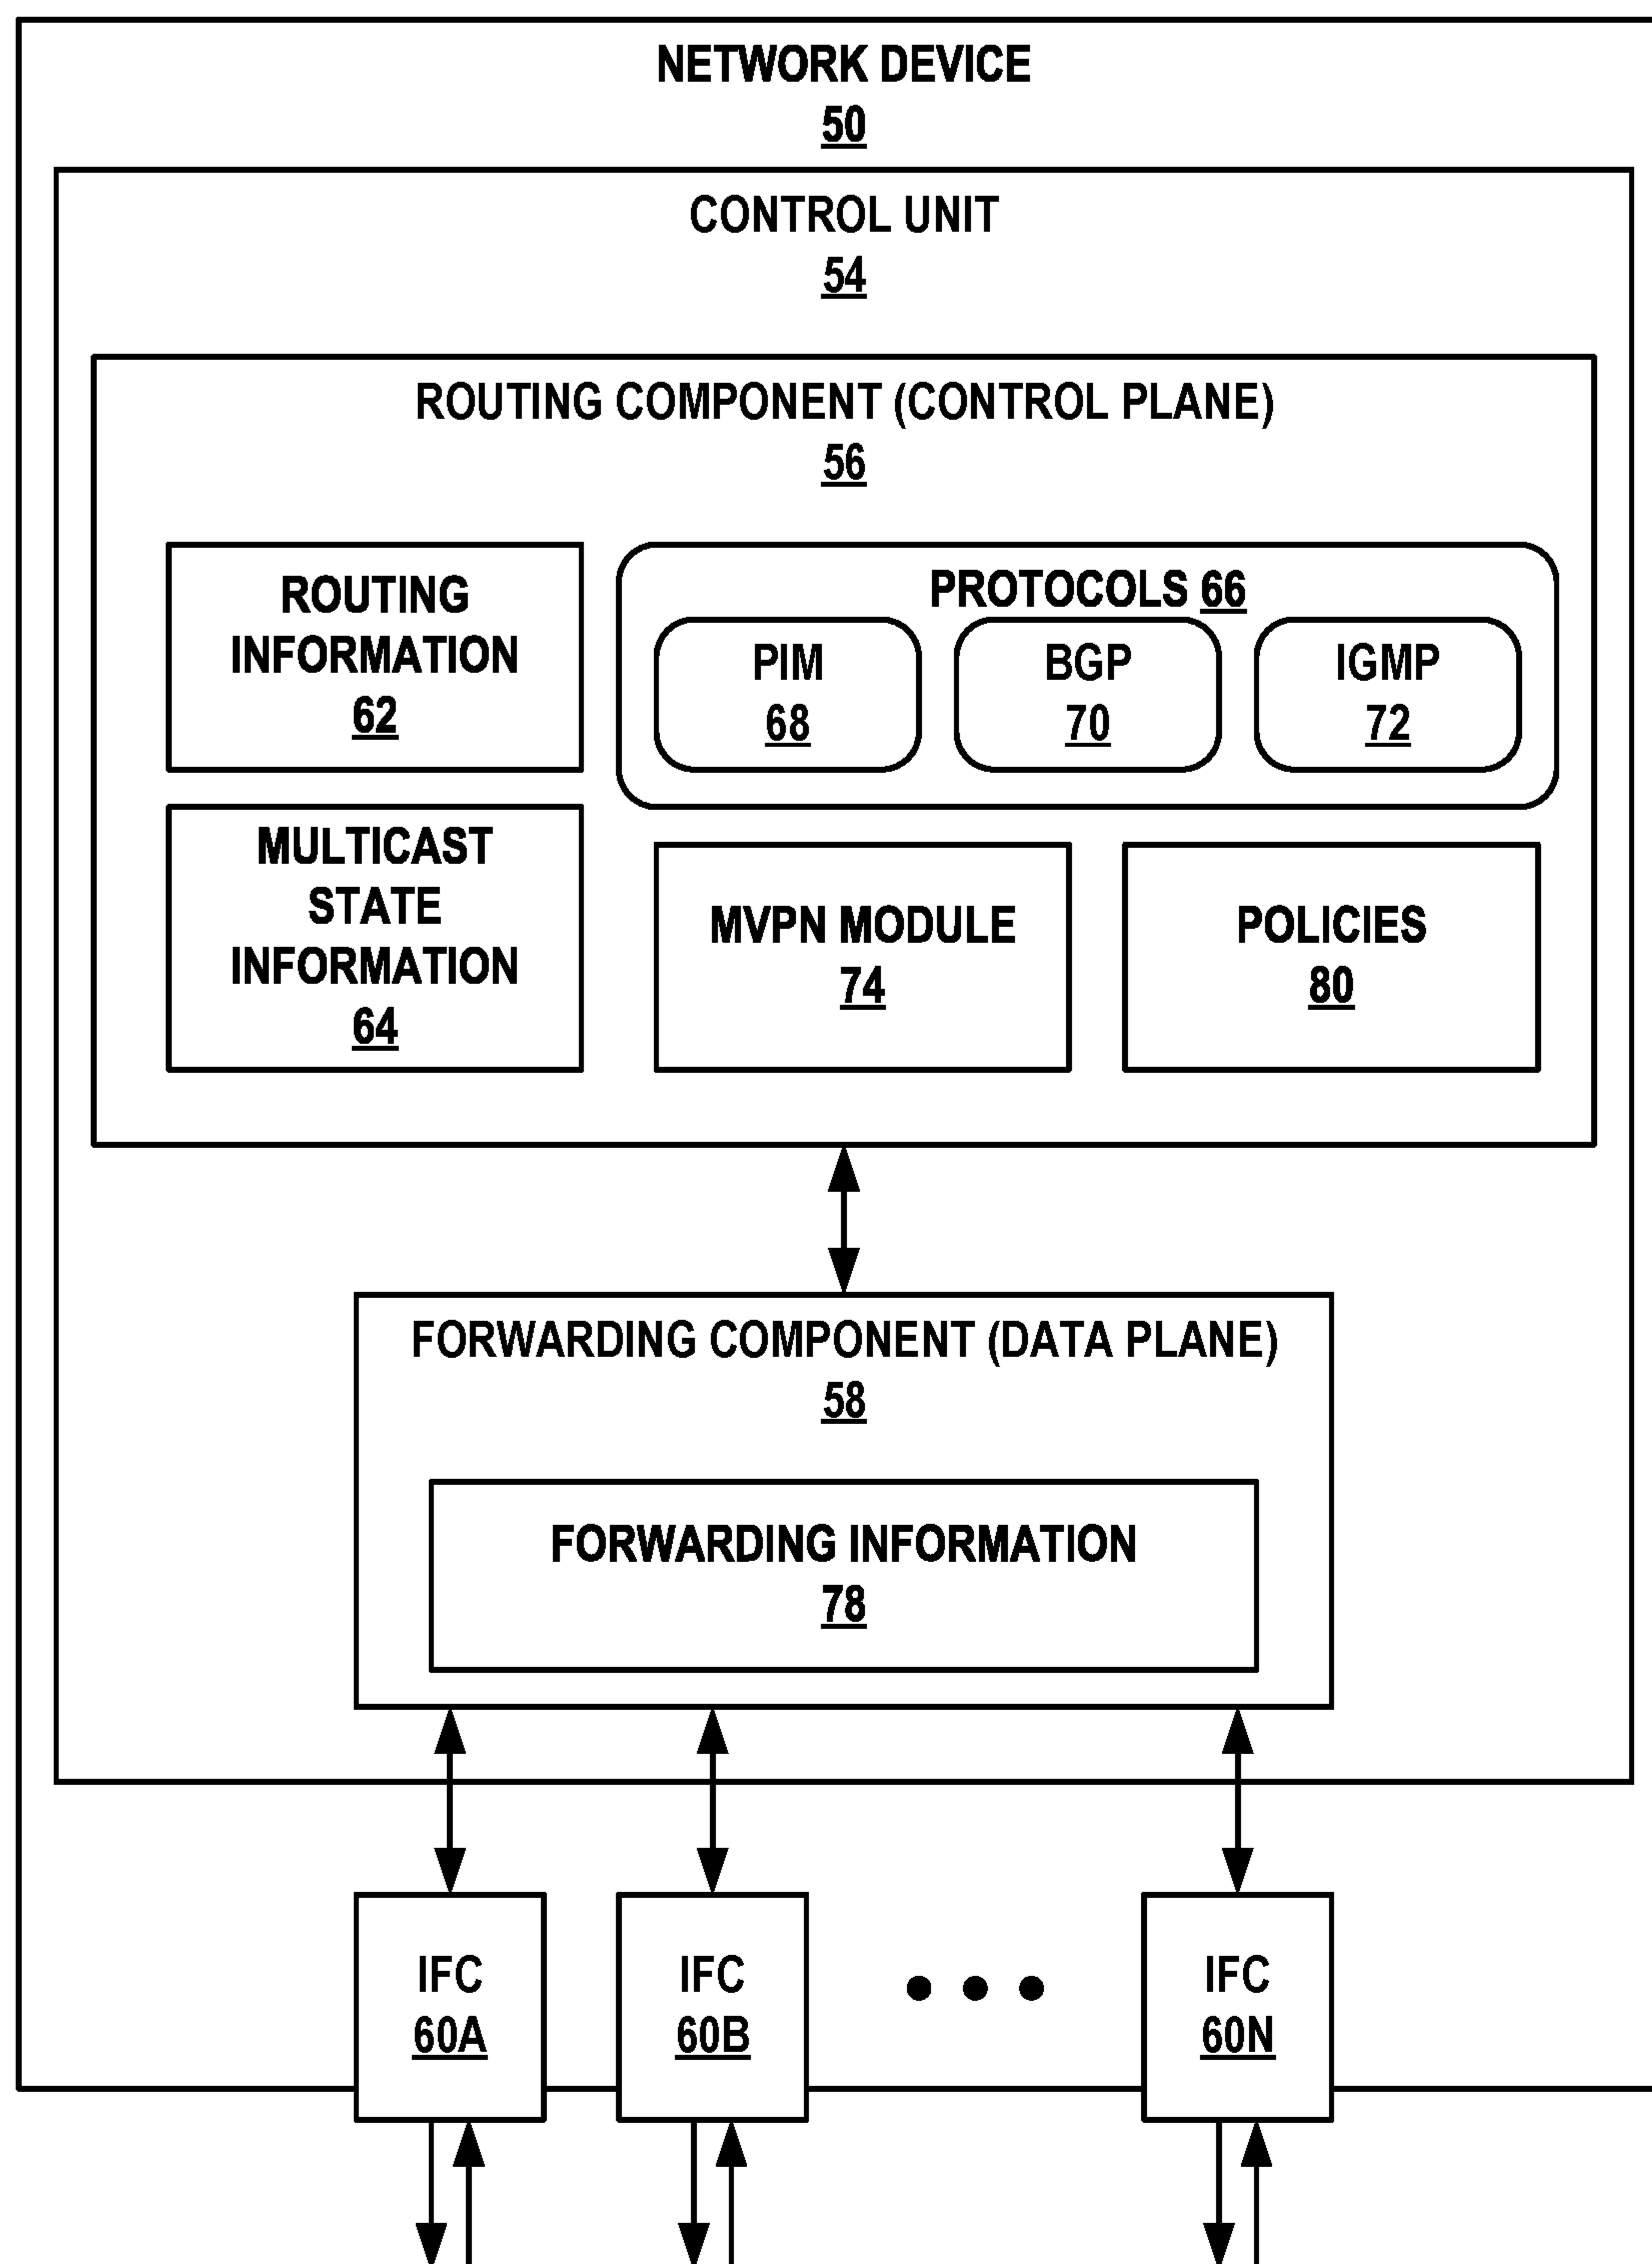 NETWORK DEVICE
50
CONTROL UNIT
54
ROUTING COMPONENT (CONTROL PLANE)
56
ROUTING
INFORMATION
62
PROTOCOLS 66
PIM
68
BGP
70
IGMP
72
MULTICAST
STATE
INFORMATION
64
MVPN MODULE
74
POLICIES
80
FORWARDING COMPONENT (DATA PLANE)
58
FORWARDING INFORMATION
78
IFC
60A
IFC
60B
IFC
60N